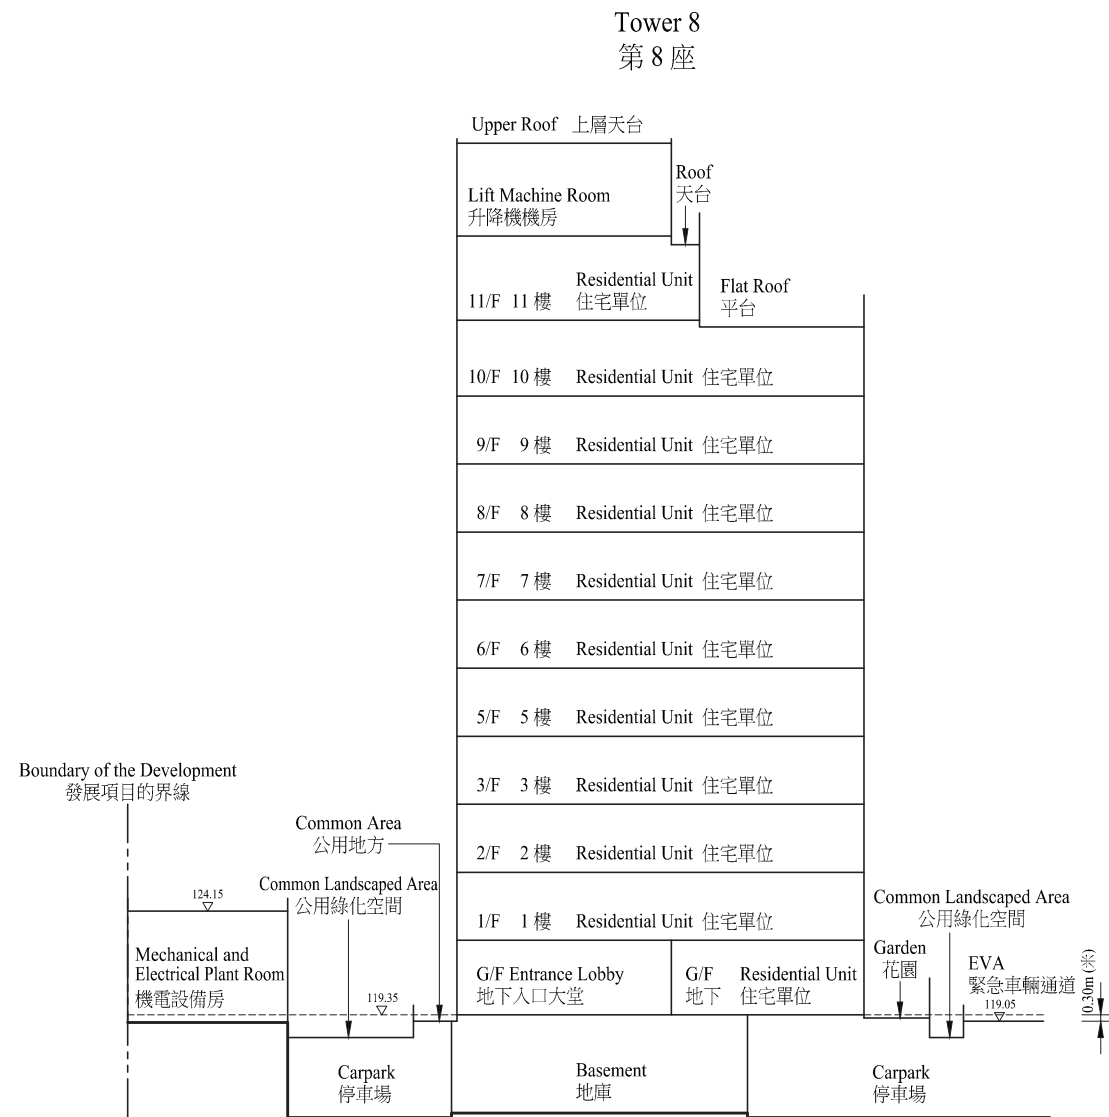 Tower 8
第 8 座
Upper Roof 上層天台
Roof
天台
Lift Machine Room
升降機機房
Residential Unit
11/F 11 樓 住宅單位
Flat Roof
平台
10/F 10 樓 Residential Unit 住宅單位
9/F 9 樓 Residential Unit 住宅單位
8/F 8 樓 Residential Unit 住宅單位
7/F 7 樓 Residential Unit 住宅單位
6/F 6 樓 Residential Unit 住宅單位
5/F 5 樓 Residential Unit 住宅單位
Boundary of the Development
發展項目的界線
3/F 3 樓 Residential Unit 住宅單位
Common Area
公用地方
2/F 2 樓 Residential Unit 住宅單位
124.15
Common Landscaped Area
公用綠化空間
1/F 1 樓 Residential Unit 住宅單位
Common Landscaped Area
公用綠化空間
Mechanical and
Electrical Plant Room
機電設備房
119.35
G/F Entrance Lobby
地下入口大堂
G/F Residential Unit
地下 住宅單位
Garden
花園
EVA
緊急車輛通道
119.05
0.30m (米)
Carpark
停車場
Basement
地庫
Carpark
停車場